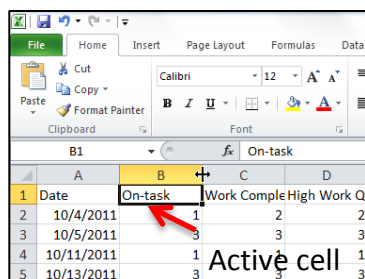 File Home Insert Page Layout Formulas Data
Cut
Copy
Paste
Format Painter
Calibri 12 A A
B I U A
Clipboard Font
B1 fx On-task
A B C D
1 Date On-task Work Comple High Work Q
2 10/4/2011 1 2 2
3 10/5/2011 3 3 3
4 10/11/2011 1 1
5 10/13/2011 3 3 3
Active cell